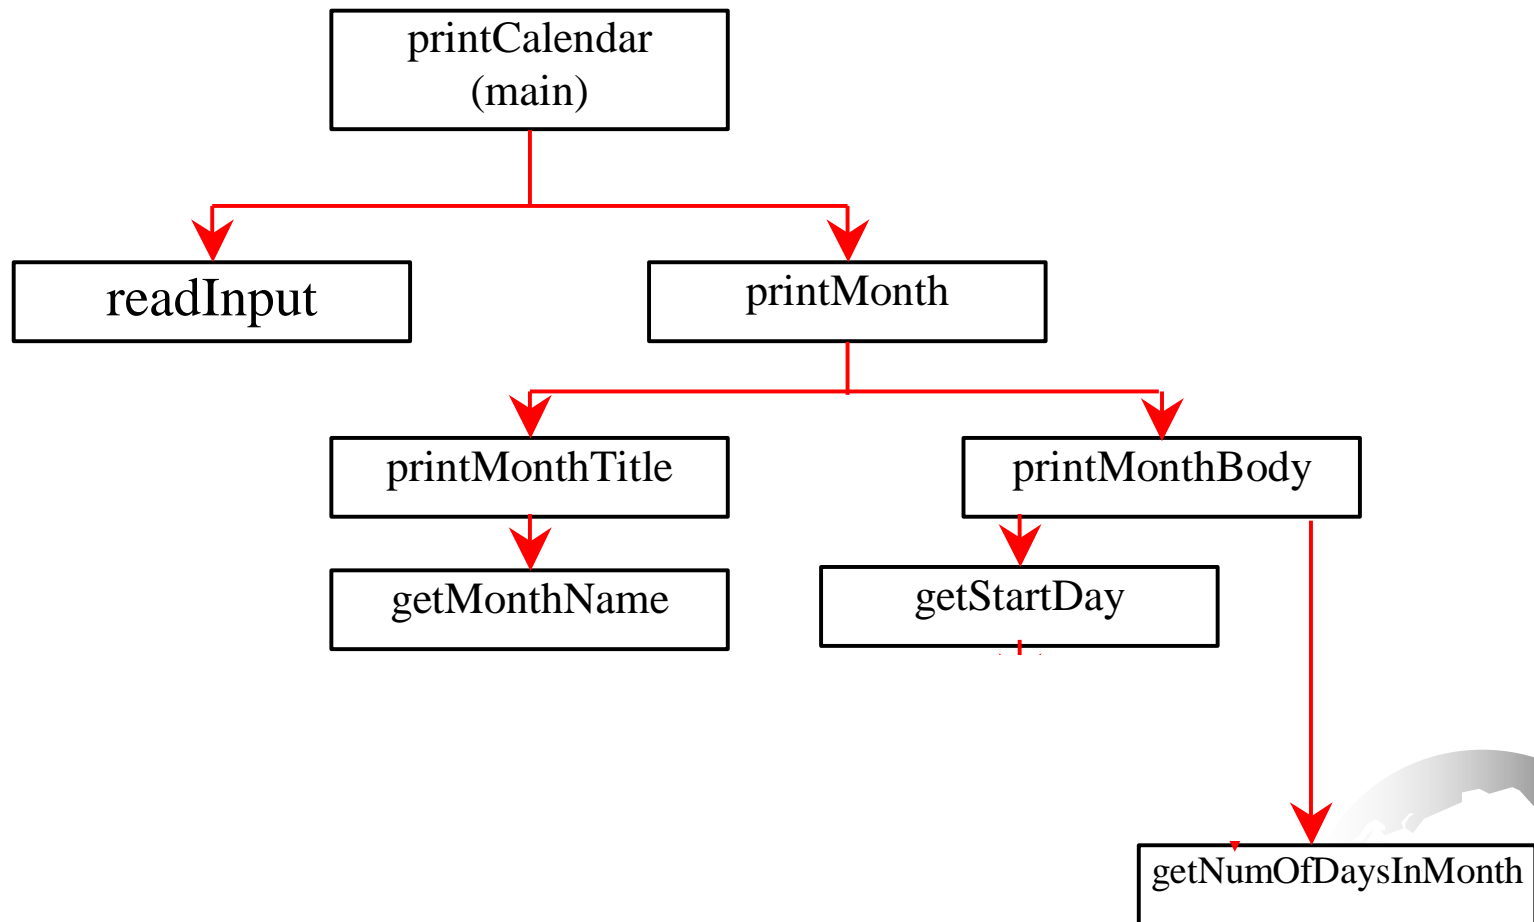 printCalendar
(main)
readInput
printMonth
printMonthTitle
printMonthBody
getMonthName
getStartDay
getNumOfDaysInMonth